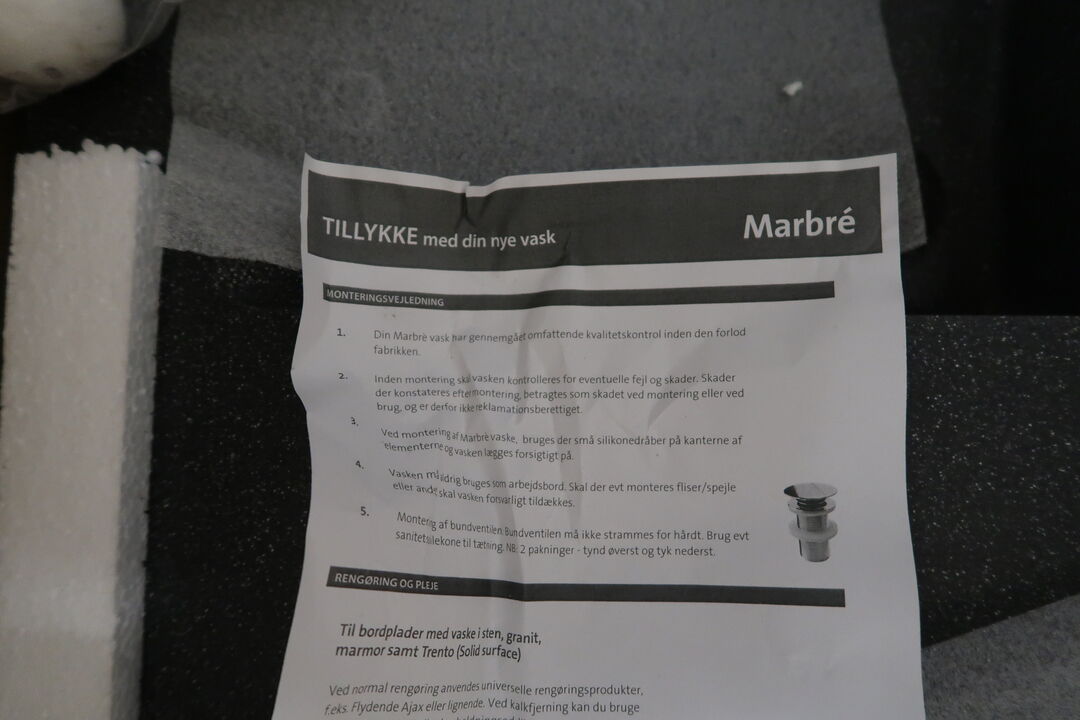 TILLYKKE med din nye vask
Marbré
MONTERINGSVEJLEDNING
1. Din Marbrè vask har gennemgået omfattende kvalitetskontrol inden den forlod
fabrikken.
2. Inden montering skal vasken kontrolleres for eventuelle fejl og skader. Skader
der konstateres efter montering, betragtes som skadet ved montering eller ved
brug, og er derfor ikke reklamationsberettiget.
3. Ved montering af Marbrè vaske, bruges der små silikonedråber på kanterne af
elementerne og vasken lægges forsigtigt på.
4. Vasken må aldrig bruges som arbejdsbord. Skal der evt monteres fliser/spejle
eller andet skal vasken forsvarligt tildækkes.
5. Montering af bundventilen. Bundventilen må ikke strammes for hårdt. Brug evt
sanitetssilekone til tætning. NB: 2 pakninger - tynd øverst og tyk nederst.
RENGØRING OG PLEJE
Til bordplader med vaske i sten, granit,
marmor samt Trento (Solid surface)
Ved normal rengøring anvendes universelle rengøringsprodukter,
f.eks. Flydende Ajax eller lignende. Ved kalkfjerning kan du bruge